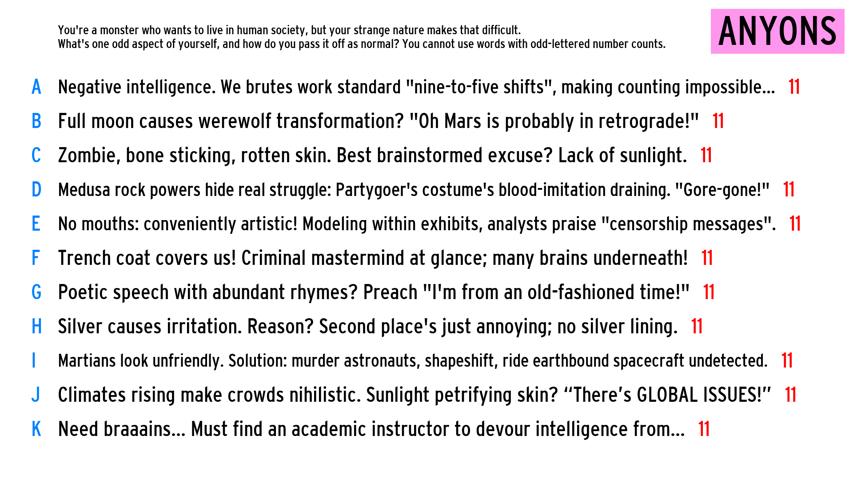 You're a monster who wants to live in human society, but your strange nature makes that difficult.
What's one odd aspect of yourself, and how do you pass it off as normal? You cannot use words with odd-lettered number counts.
ANYONS
A Negative intelligence. We brutes work standard "nine-to-five shifts", making counting impossible... 11
B Full moon causes werewolf transformation? "Oh Mars is probably in retrograde!" 11
C Zombie, bone sticking, rotten skin. Best brainstormed excuse? Lack of sunlight. 11
D Medusa rock powers hide real struggle: Partygoer's costume's blood-imitation draining. "Gore-gone!" 11
E No mouths: conveniently artistic! Modeling within exhibits, analysts praise "censorship messages". 11
F Trench coat covers us! Criminal mastermind at glance; many brains underneath! 11
G Poetic speech with abundant rhymes? Preach "I'm from an old-fashioned time!" 11
H Silver causes irritation. Reason? Second place's just annoying; no silver lining. 11
I Martians look unfriendly. Solution: murder astronauts, shapeshift, ride earthbound spacecraft undetected. 11
J Climates rising make crowds nihilistic. Sunlight petrifying skin? “There’s GLOBAL ISSUES!” 11
K Need braaains... Must find an academic instructor to devour intelligence from... 11